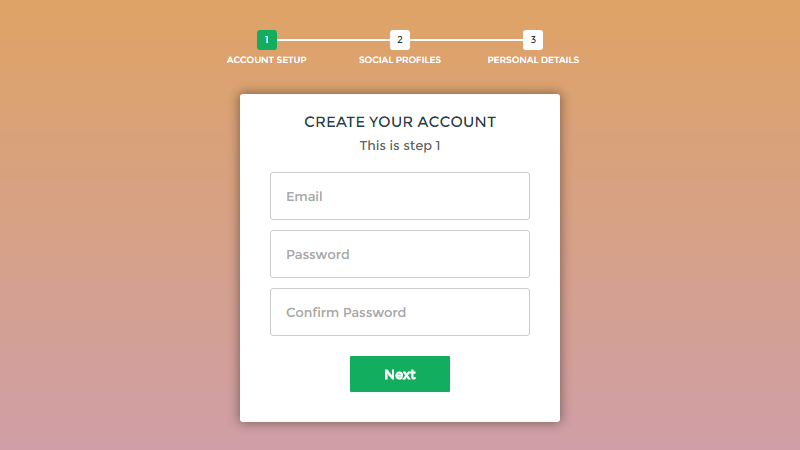 1 2 3
ACCOUNT SETUP SOCIAL PROFILES PERSONAL DETAILS
CREATE YOUR ACCOUNT
This is step 1
Email
Password
Confirm Password
Next